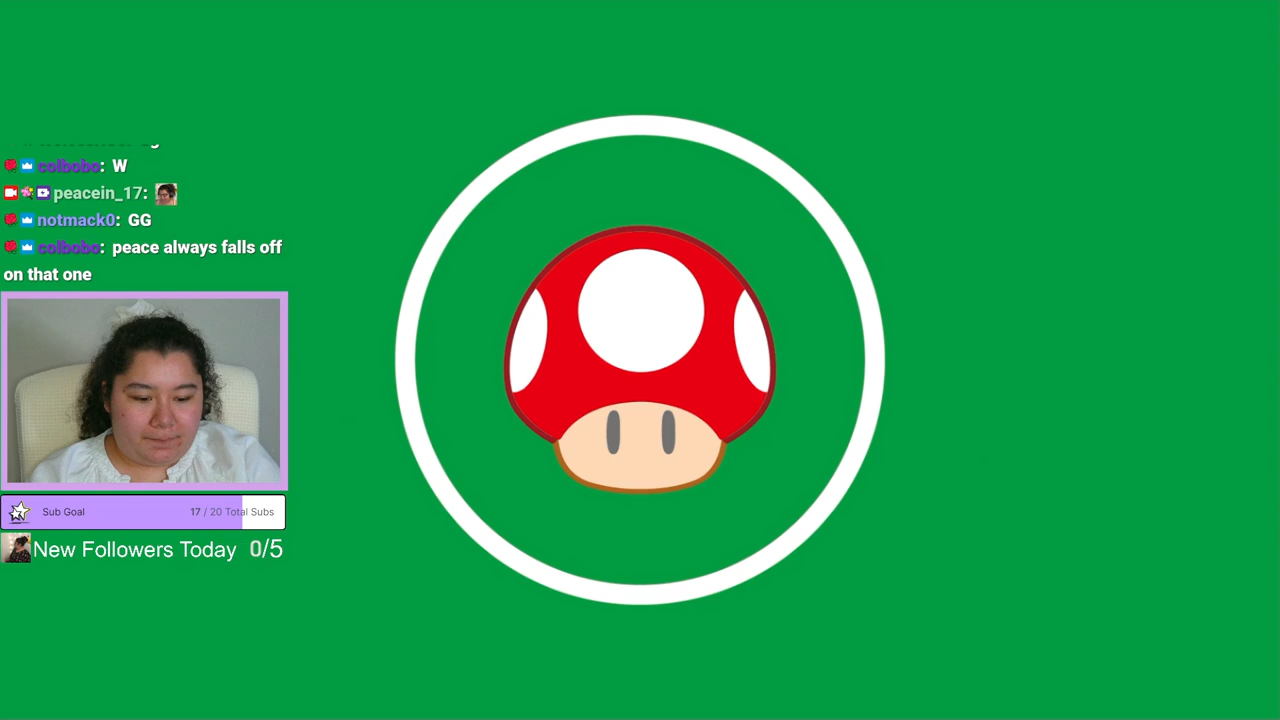 colbobo: W
peacein_17:
notmack0: GG
colbobo: peace always falls off
on that one
Sub Goal 17 / 20 Total Subs
New Followers Today 0/5